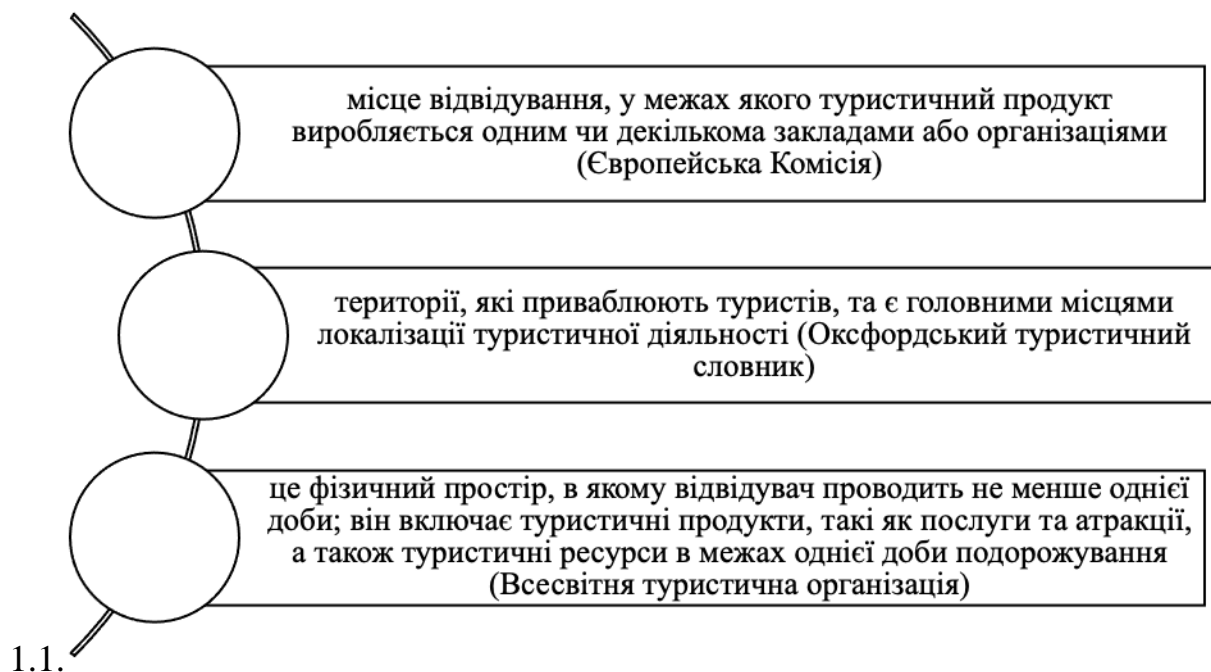 місце відвідування, у межах якого туристичний продукт
виробляється одним чи декількома закладами або організаціями
(Європейська Комісія)
території, які приваблюють туристів, та є головними місцями
локалізації туристичної діяльності (Оксфордський туристичний
словник)
це фізичний простір, в якому відвідувач проводить не менше однієї
доби; він включає туристичні продукти, такі як послуги та атракції,
а також туристичні ресурси в межах однієї доби подорожування
(Всесвітня туристична організація)
1.1.